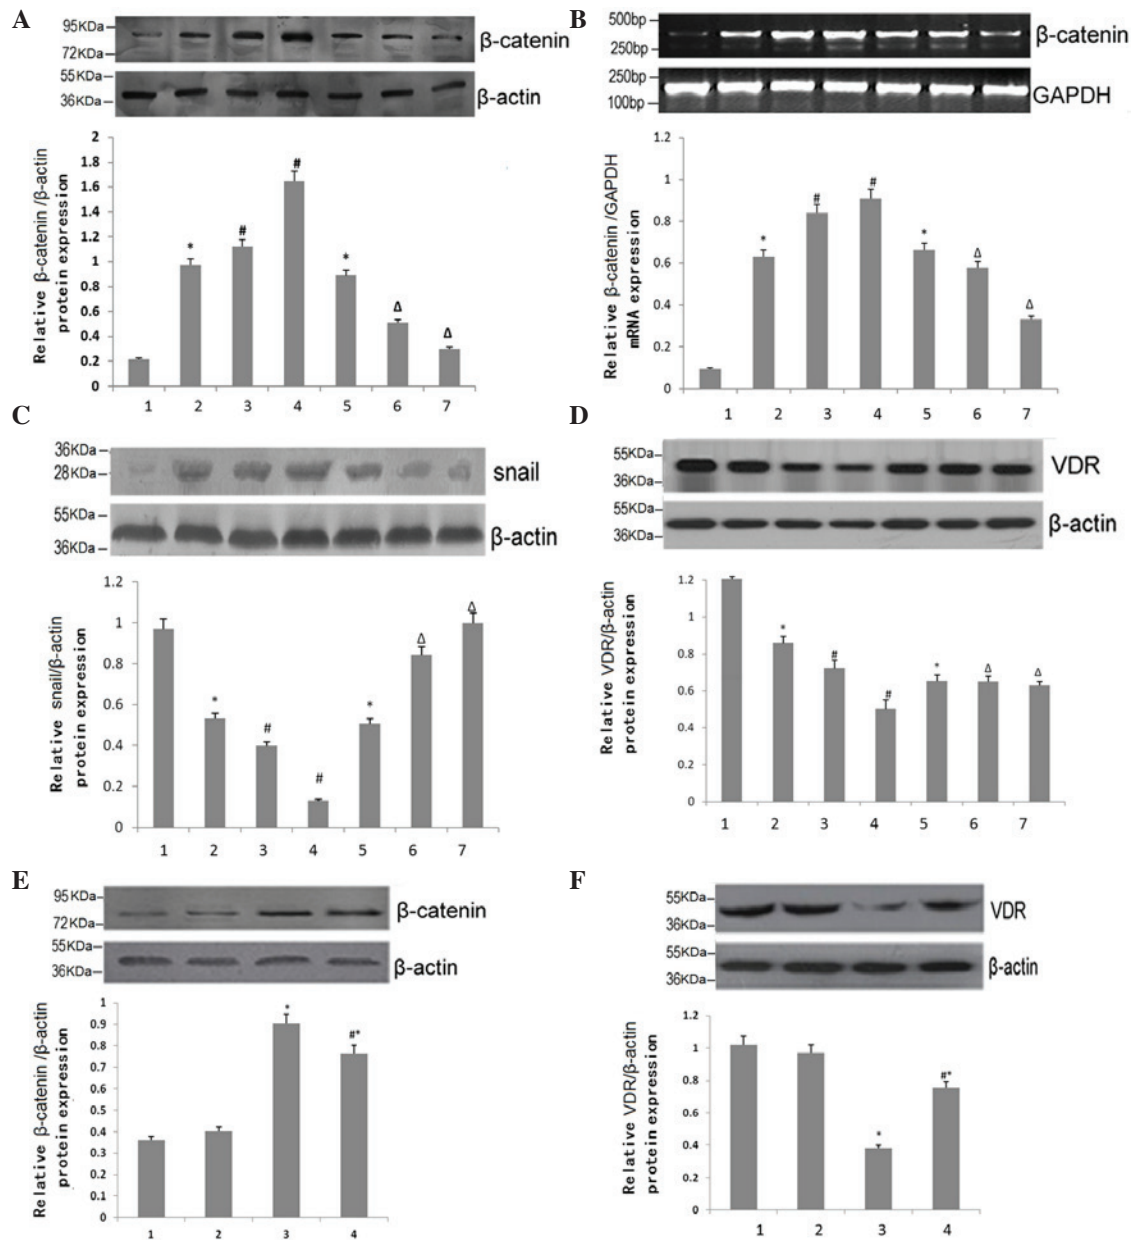 A
95KDa
72KDa
β-catenin
55KDa
36KDa
β-actin
Relative β-catenin /β-actin
protein expression
2
1.8
1.6
1.4
1.2
1
0.8
0.6
0.4
0.2
0
* # # * Δ Δ
1 2 3 4 5 6 7
B
500bp
250bp
β-catenin
250bp
100bp
GAPDH
Relative β-catenin /GAPDH
mRNA expression
1.2
1
0.8
0.6
0.4
0.2
0
* # # * Δ Δ
1 2 3 4 5 6 7
C
36KDa
28KDa
snail
55KDa
36KDa
β-actin
Relative snail/β-actin
protein expression
1.2
1
0.8
0.6
0.4
0.2
0
* # # * Δ Δ
1 2 3 4 5 6 7
D
55KDa
36KDa
VDR
55KDa
36KDa
β-actin
Relative VDR/β-actin
protein expression
1.2
1
0.8
0.6
0.4
0.2
0
* # # * Δ Δ
1 2 3 4 5 6 7
E
95KDa
72KDa
β-catenin
55KDa
36KDa
β-actin
Relative β-catenin /β-actin
protein expression
1
0.9
0.8
0.7
0.6
0.5
0.4
0.3
0.2
0.1
0
* #*
1 2 3 4
F
55KDa
36KDa
VDR
55KDa
36KDa
β-actin
Relative VDR/β-actin
protein expression
1.2
1
0.8
0.6
0.4
0.2
0
* #*
1 2 3 4